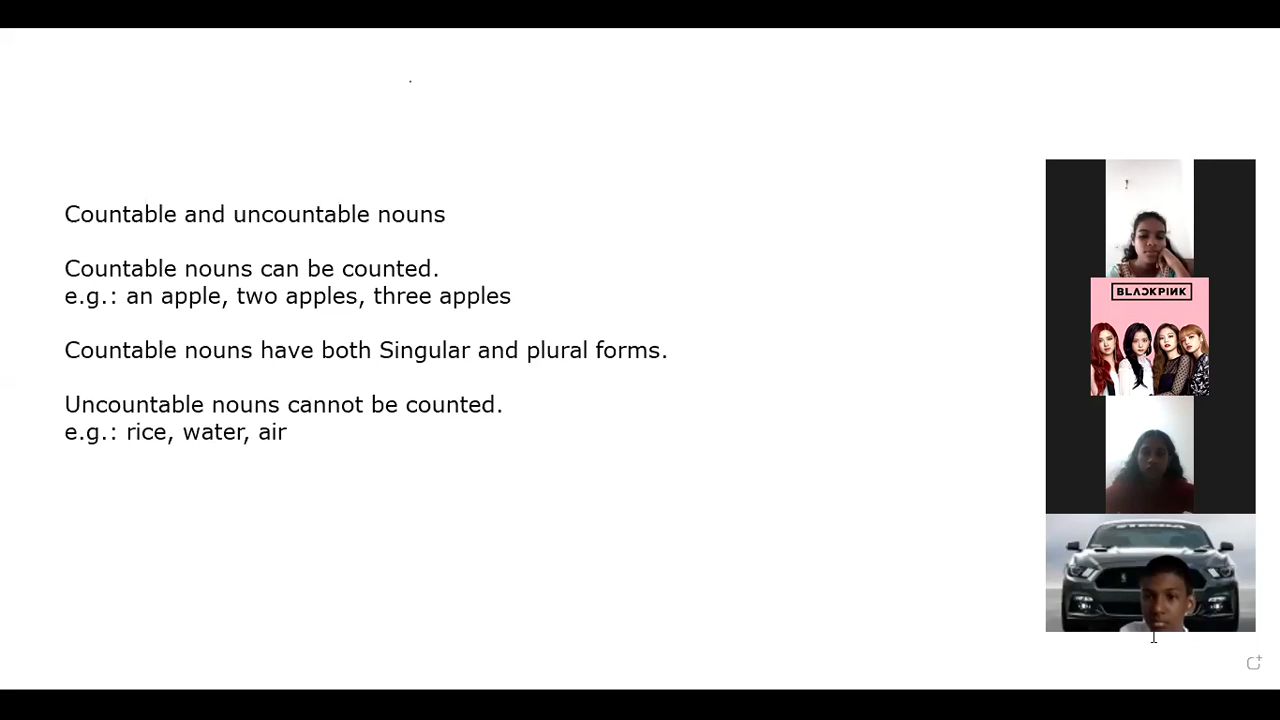 Countable and uncountable nouns
Countable nouns can be counted.
e.g.: an apple, two apples, three apples
Countable nouns have both Singular and plural forms.
Uncountable nouns cannot be counted.
e.g.: rice, water, air
BLACKPINK